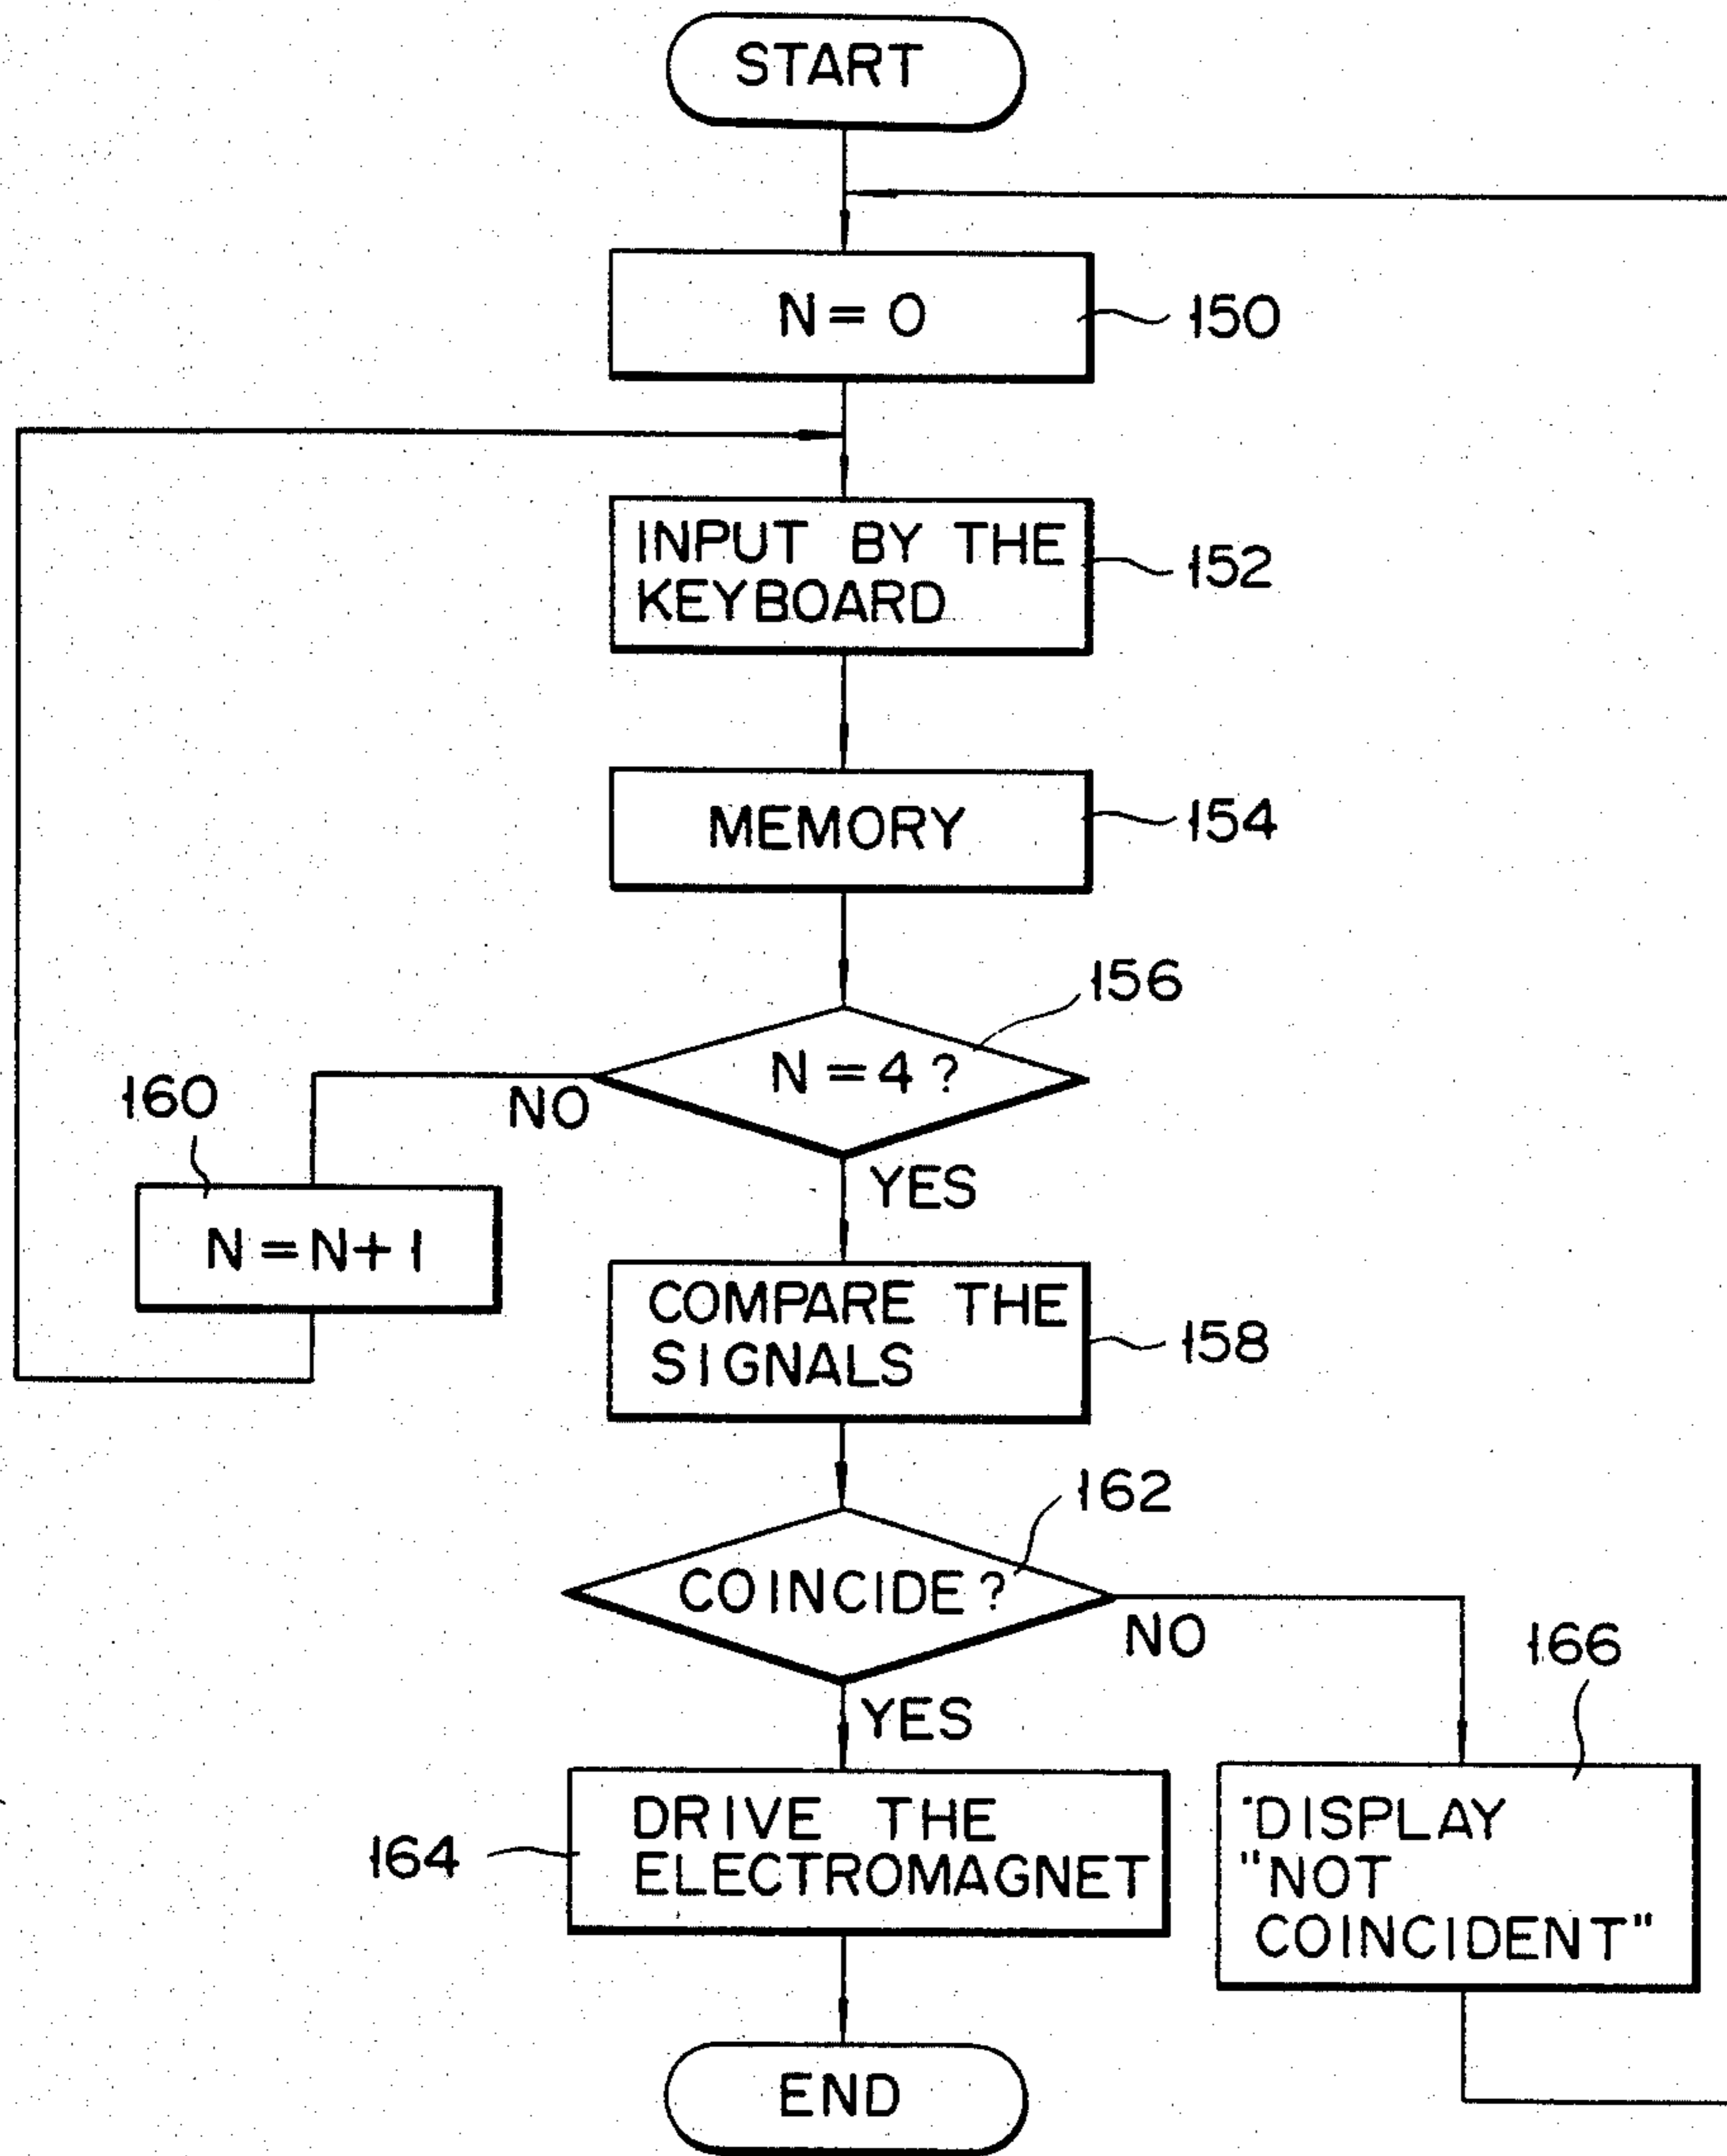 START
N = 0
150
INPUT BY THE
KEYBOARD
152
MEMORY
154
156
N = 4 ?
NO
YES
160
N = N + 1
COMPARE THE
SIGNALS
158
162
COINCIDE ?
NO
YES
166
DRIVE THE
ELECTROMAGNET
164
DISPLAY
"NOT
COINCIDENT"
END